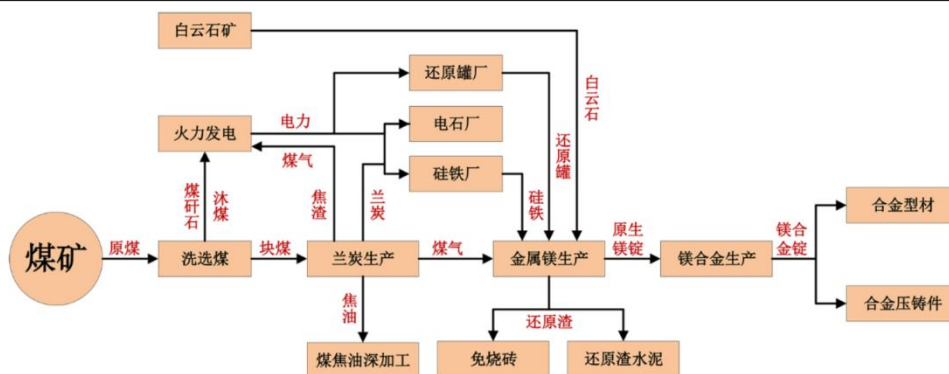 白云石矿
还原罐厂
白云石
火力发电
电力
电石厂
还原罐
煤气
硅铁厂
煤矸石
沐煤
焦渣
兰炭
硅铁
合金型材
煤矿
原煤
洗选煤
块煤
兰炭生产
煤气
金属镁生产
原生
镁锭
镁合金生产
镁合
金锭
焦油
还原渣
合金压铸件
煤焦油深加工
免烧砖
还原渣水泥